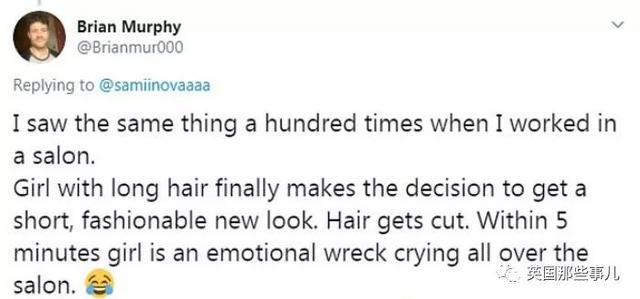 Brian Murphy
@Brianmur000
Replying to @samiinovaaaa
I saw the same thing a hundred times when I worked in
a salon.
Girl with long hair finally makes the decision to get a
short, fashionable new look. Hair gets cut. Within 5
minutes girl is an emotional wreck crying all over the
salon. 😂
英国那些事儿